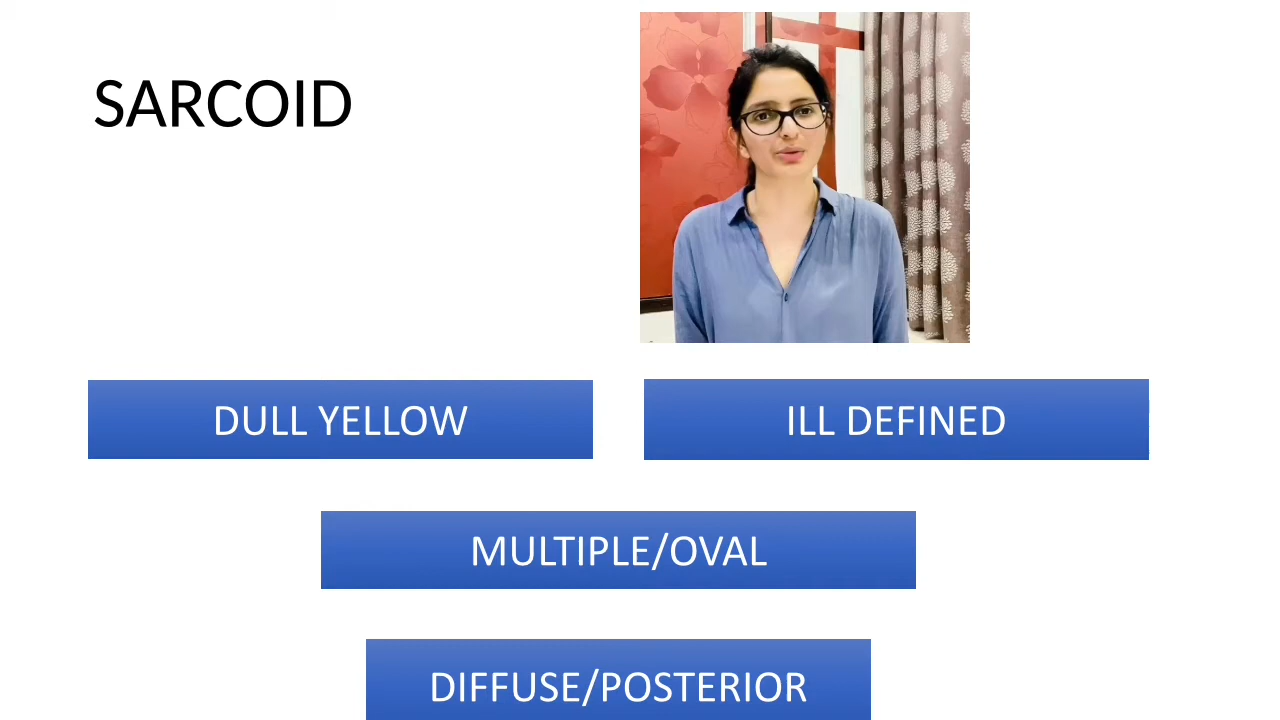 SARCOID
DULL YELLOW
ILL DEFINED
MULTIPLE/OVAL
DIFFUSE/POSTERIOR